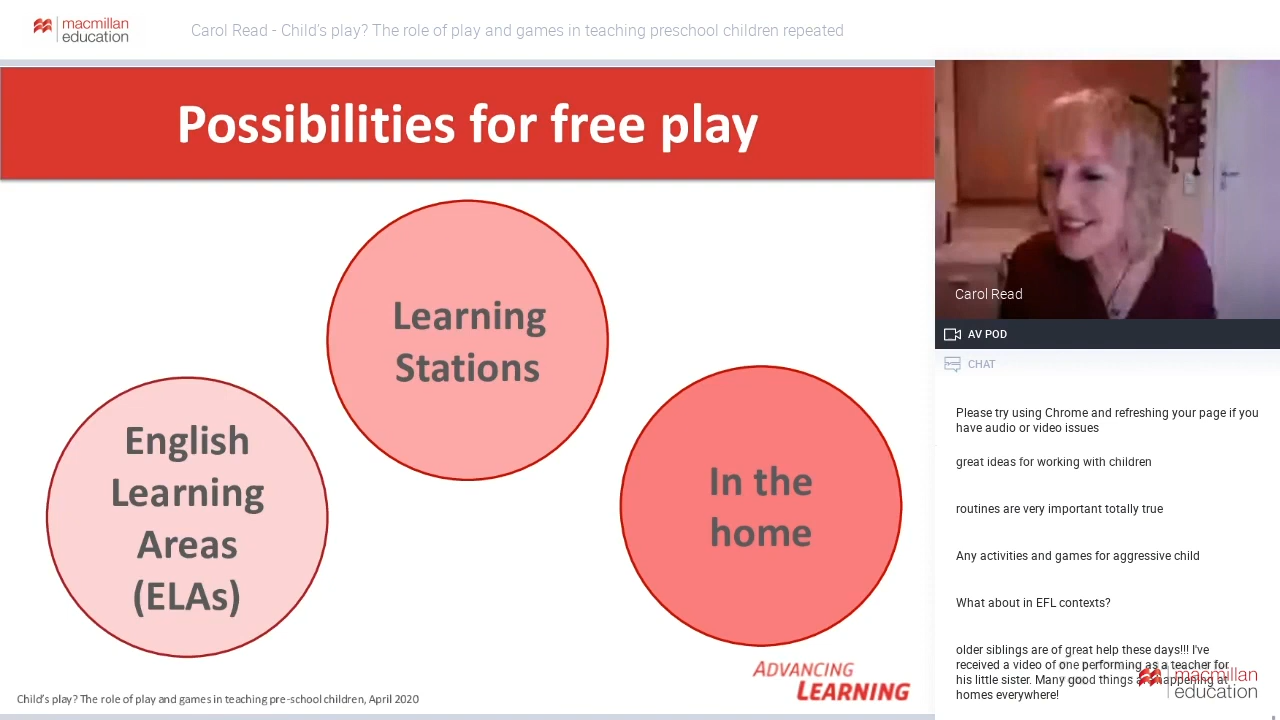 macmillan
education
Carol Read - Child's play? The role of play and games in teaching preschool children repeated
Possibilities for free play
Learning
Stations
English
Learning
Areas
(ELAs)
In the
home
ADVANCING
LEARNING
Child's play? The role of play and games in teaching pre-school children, April 2020
Carol Read
AV POD
CHAT
Please try using Chrome and refreshing your page if you
have audio or video issues
great ideas for working with children
routines are very important totally true
Any activities and games for aggressive child
What about in EFL contexts?
older siblings are of great help these days!!! I've
received a video of one performing as a teacher for
his little sister. Many good things are happening at
homes everywhere!
macmillan
education